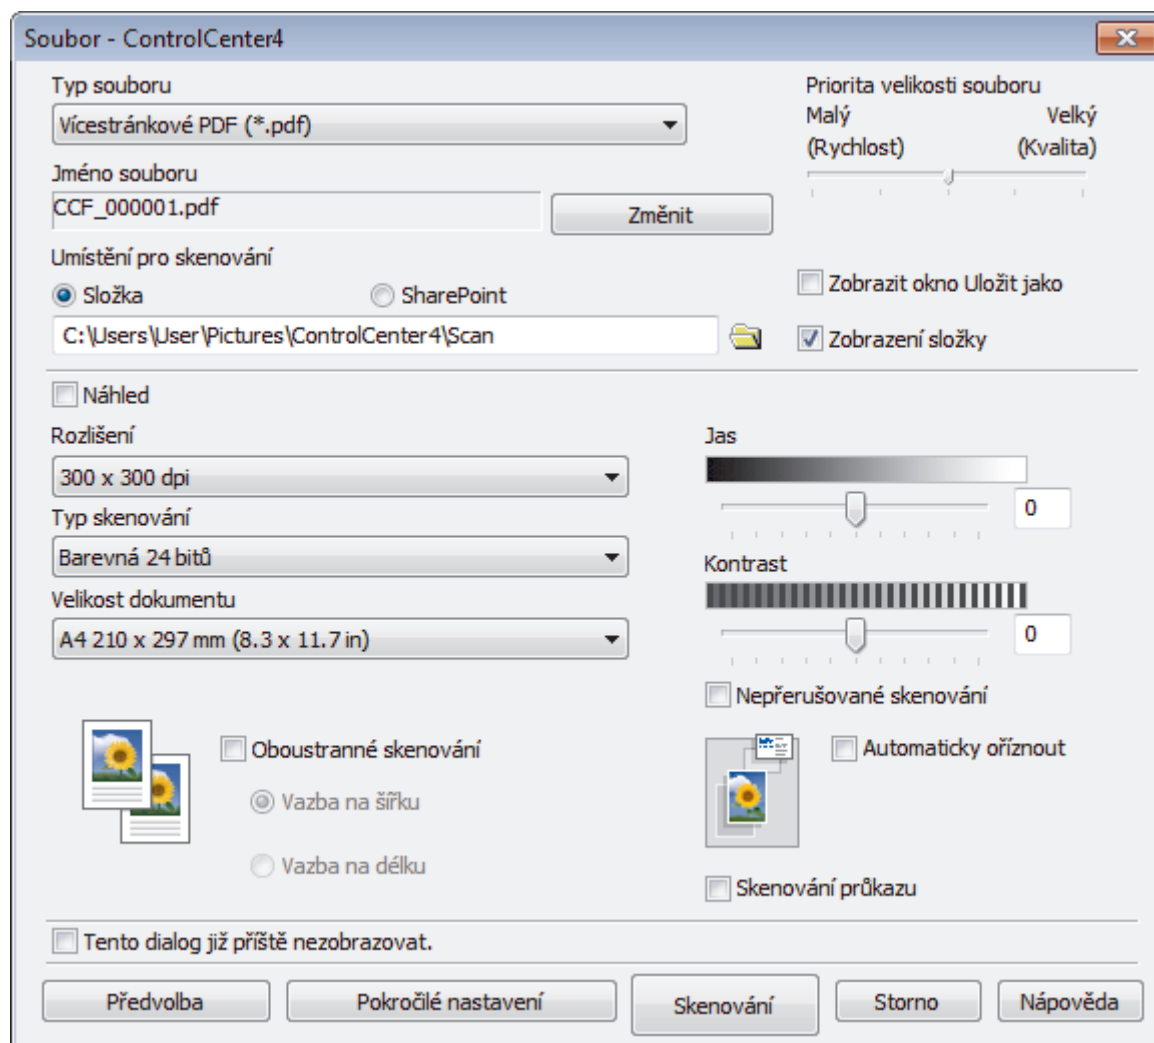 Soubor - ControlCenter4
Typ souboru
Vícestránkové PDF (*.pdf)
Priorita velikosti souboru
Malý Velký
(Rychlost) (Kvalita)
Jméno souboru
CCF_000001.pdf
Změnit
Umístění pro skenování
Složka SharePoint
Zobrazit okno Uložit jako
C:\Users\User\Pictures\ControlCenter4\Scan
Zobrazení složky
Náhled
Rozlišení
300 x 300 dpi
Typ skenování
Barevná 24 bitů
Velikost dokumentu
A4 210 x 297 mm (8.3 x 11.7 in)
Jas
0
Kontrast
0
Nepřerušované skenování
Oboustranné skenování
Vazba na šířku
Vazba na délku
Automaticky oříznout
Skenování průkazu
Tento dialog již příště nezobrazovat.
Předvolba Pokročilé nastavení Skenování Storno Nápověda